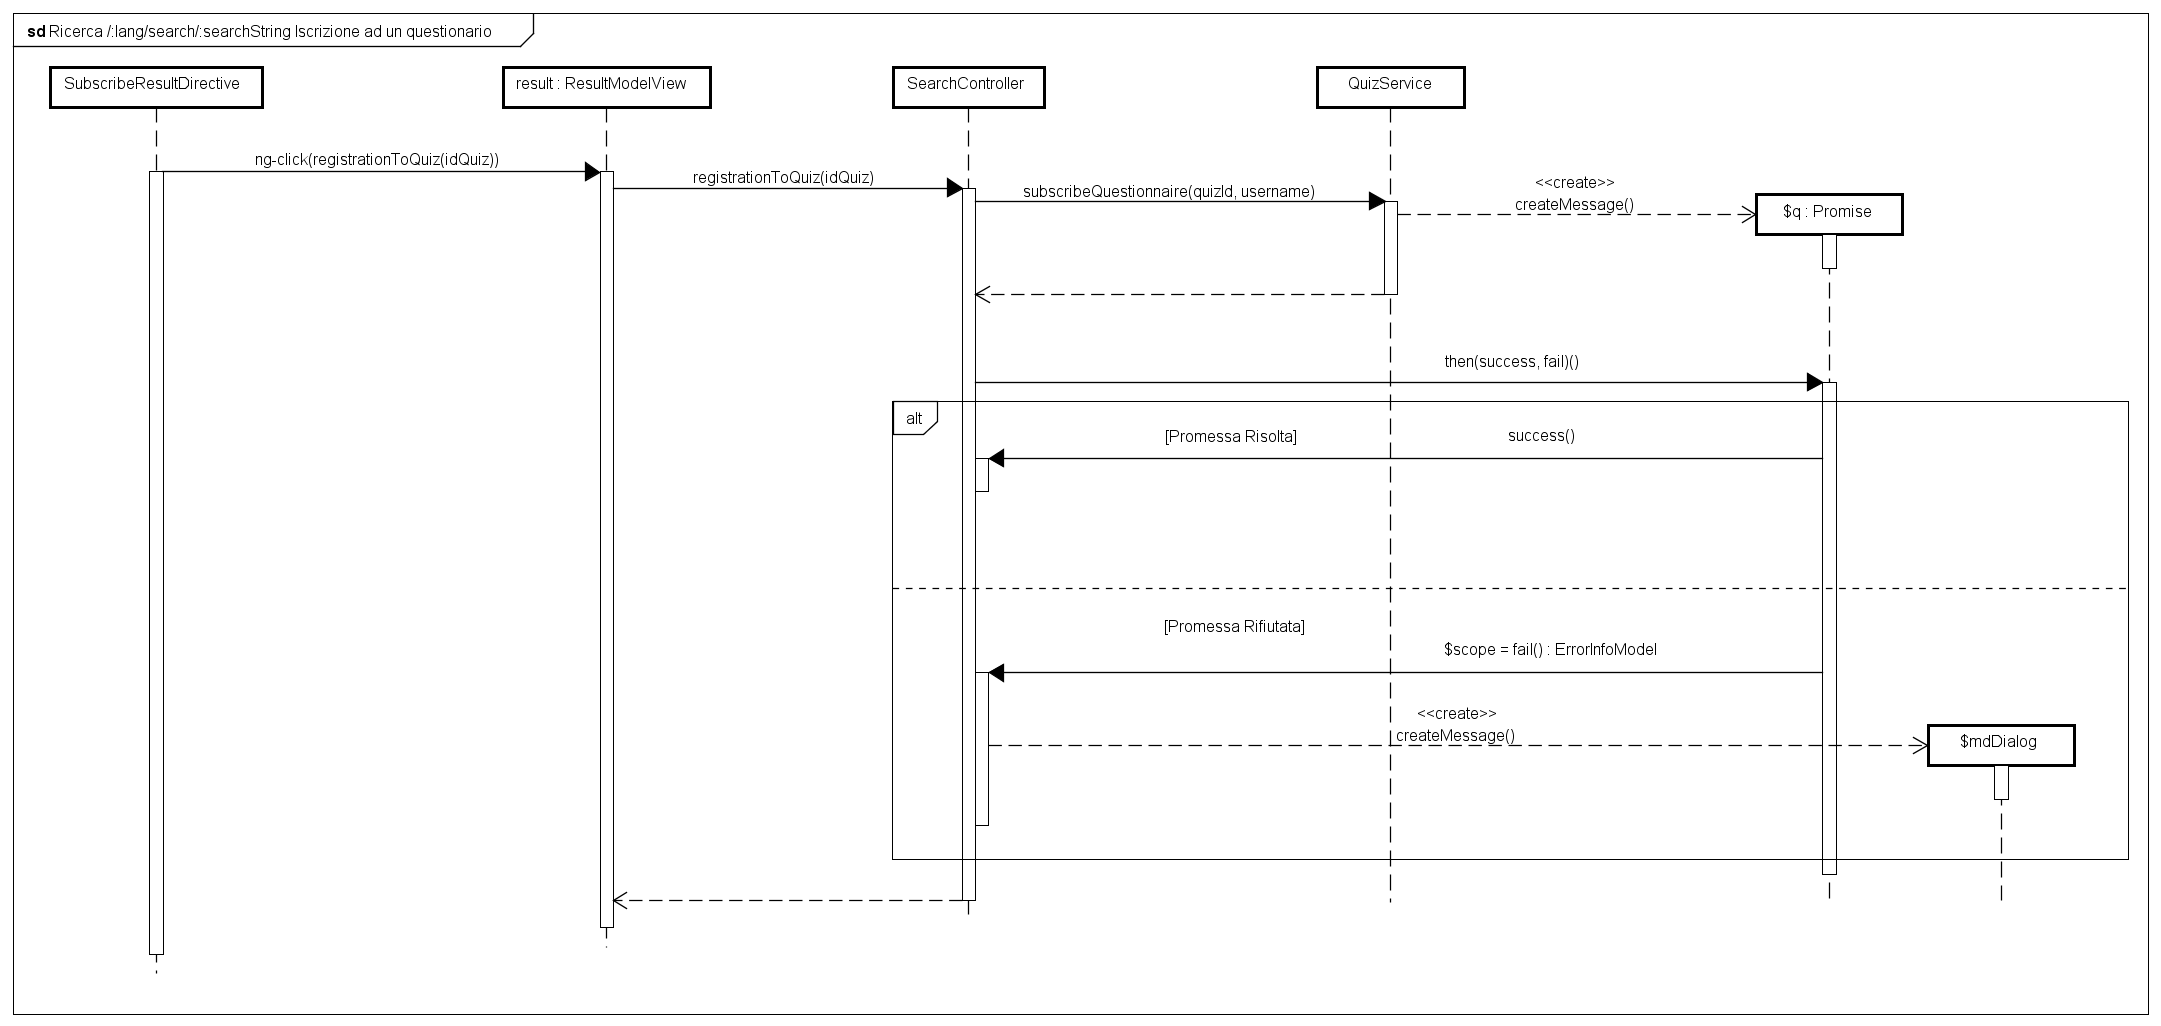 sd Ricerca /:lang/search/:searchString Iscrizione ad un questionario
SubscribeResultDirective
result : ResultModelView
SearchController
QuizService
ng-click(registrationToQuiz(idQuiz))
registrationToQuiz(idQuiz)
subscribeQuestionnaire(quizId, username)
<<create>>
createMessage()
$q : Promise
then(success, fail)()
alt
[Promessa Risolta]
success()
[Promessa Rifiutata]
$scope = fail() : ErrorInfoModel
<<create>>
createMessage()
$mdDialog